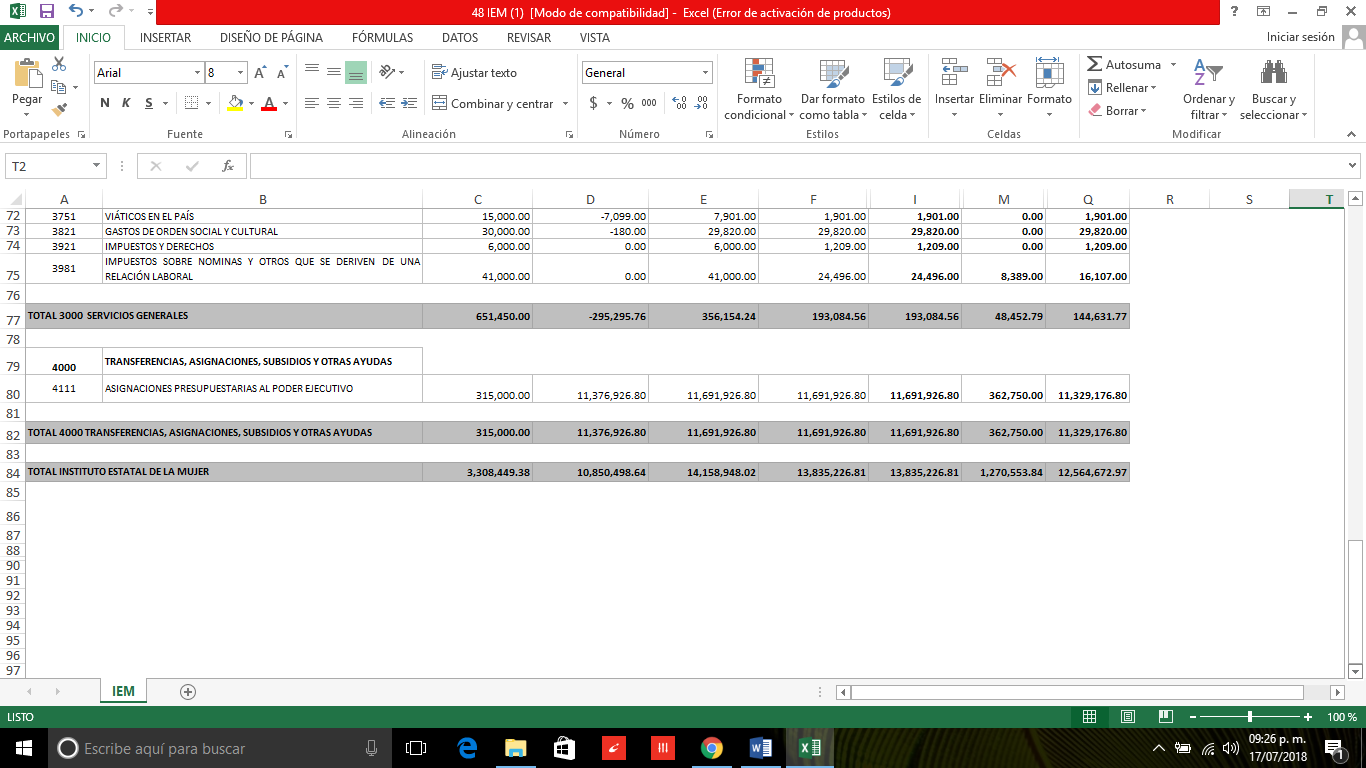 48 IEM (1) [Modo de compatibilidad] - Excel (Error de activación de productos)
ARCHIVO INICIO INSERTAR DISEÑO DE PÁGINA FÓRMULAS DATOS REVISAR VISTA Iniciar sesión
Pegar Arial 8 Ajustar texto General Autosuma
N K S Combinar y centrar $ % 000 Formato condicional Dar formato como tabla Estilos de celda Insertar Eliminar Formato Rellenar Borrar Ordenar y filtrar Buscar y seleccionar
Portapapeles Fuente Alineación Número Estilos Celdas Modificar
T2 fx
A B C D E F I M Q R S T
72 3751 VIÁTICOS EN EL PAÍS 15,000.00 -7,099.00 7,901.00 1,901.00 1,901.00 0.00 1,901.00
73 3821 GASTOS DE ORDEN SOCIAL Y CULTURAL 30,000.00 -180.00 29,820.00 29,820.00 29,820.00 0.00 29,820.00
74 3921 IMPUESTOS Y DERECHOS 6,000.00 0.00 6,000.00 1,209.00 1,209.00 0.00 1,209.00
3981 IMPUESTOS SOBRE NOMINAS Y OTROS QUE SE DERIVEN DE UNA
75 RELACIÓN LABORAL 41,000.00 0.00 41,000.00 24,496.00 24,496.00 8,389.00 16,107.00
76
77 TOTAL 3000 SERVICIOS GENERALES 651,450.00 -295,295.76 356,154.24 193,084.56 193,084.56 48,452.79 144,631.77
78
79 4000 TRANSFERENCIAS, ASIGNACIONES, SUBSIDIOS Y OTRAS AYUDAS
80 4111 ASIGNACIONES PRESUPUESTARIAS AL PODER EJECUTIVO 315,000.00 11,376,926.80 11,691,926.80 11,691,926.80 11,691,926.80 362,750.00 11,329,176.80
81
82 TOTAL 4000 TRANSFERENCIAS, ASIGNACIONES, SUBSIDIOS Y OTRAS AYUDAS 315,000.00 11,376,926.80 11,691,926.80 11,691,926.80 11,691,926.80 362,750.00 11,329,176.80
83
84 TOTAL INSTITUTO ESTATAL DE LA MUJER 3,308,449.38 10,850,498.64 14,158,948.02 13,835,226.81 13,835,226.81 1,270,553.84 12,564,672.97
85
86
87
88
90
91
92
93
94
95
96
97
IEM
LISTO 100 %
Escribe aquí para buscar 09:26 p. m.
17/07/2018